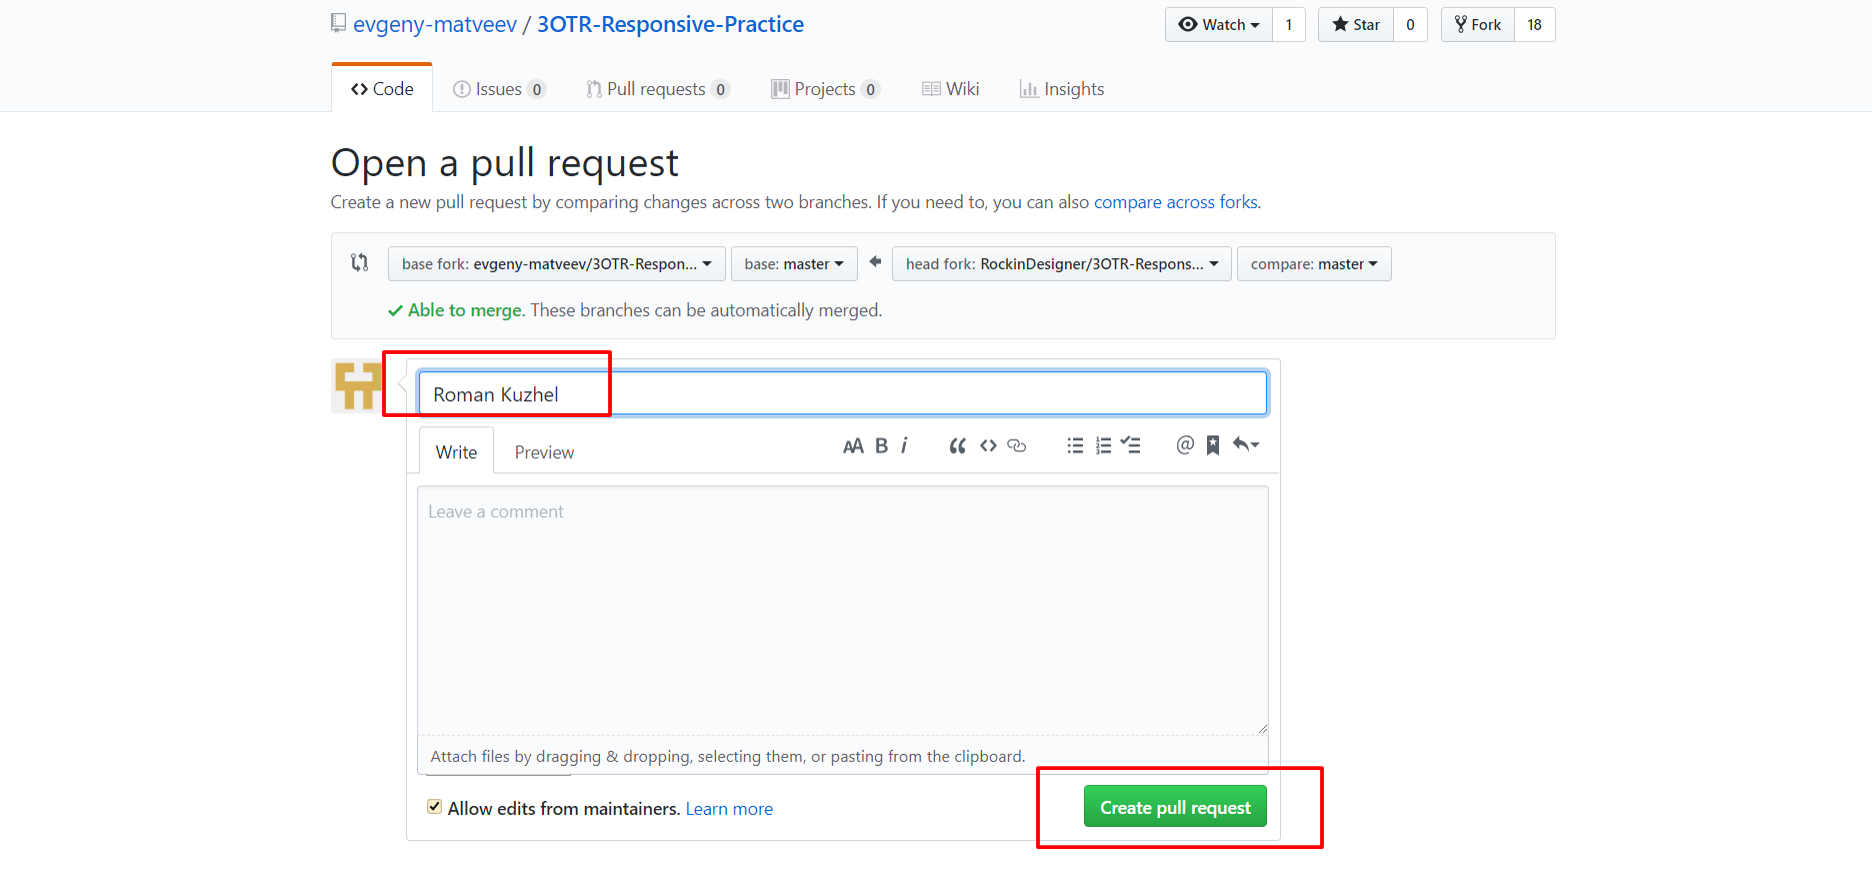 evgeny-matveev / 3OTR-Responsive-Practice
Watch 1 Star 0 Fork 18
Code Issues 0 Pull requests 0 Projects 0 Wiki Insights
Open a pull request
Create a new pull request by comparing changes across two branches. If you need to, you can also compare across forks.
base fork: evgeny-matveev/3OTR-Respon... base: master head fork: RockinDesigner/3OTR-Respons... compare: master
Able to merge. These branches can be automatically merged.
Roman Kuzhel
Write Preview AA B i @
Leave a comment
Attach files by dragging & dropping, selecting them, or pasting from the clipboard.
Allow edits from maintainers. Learn more
Create pull request